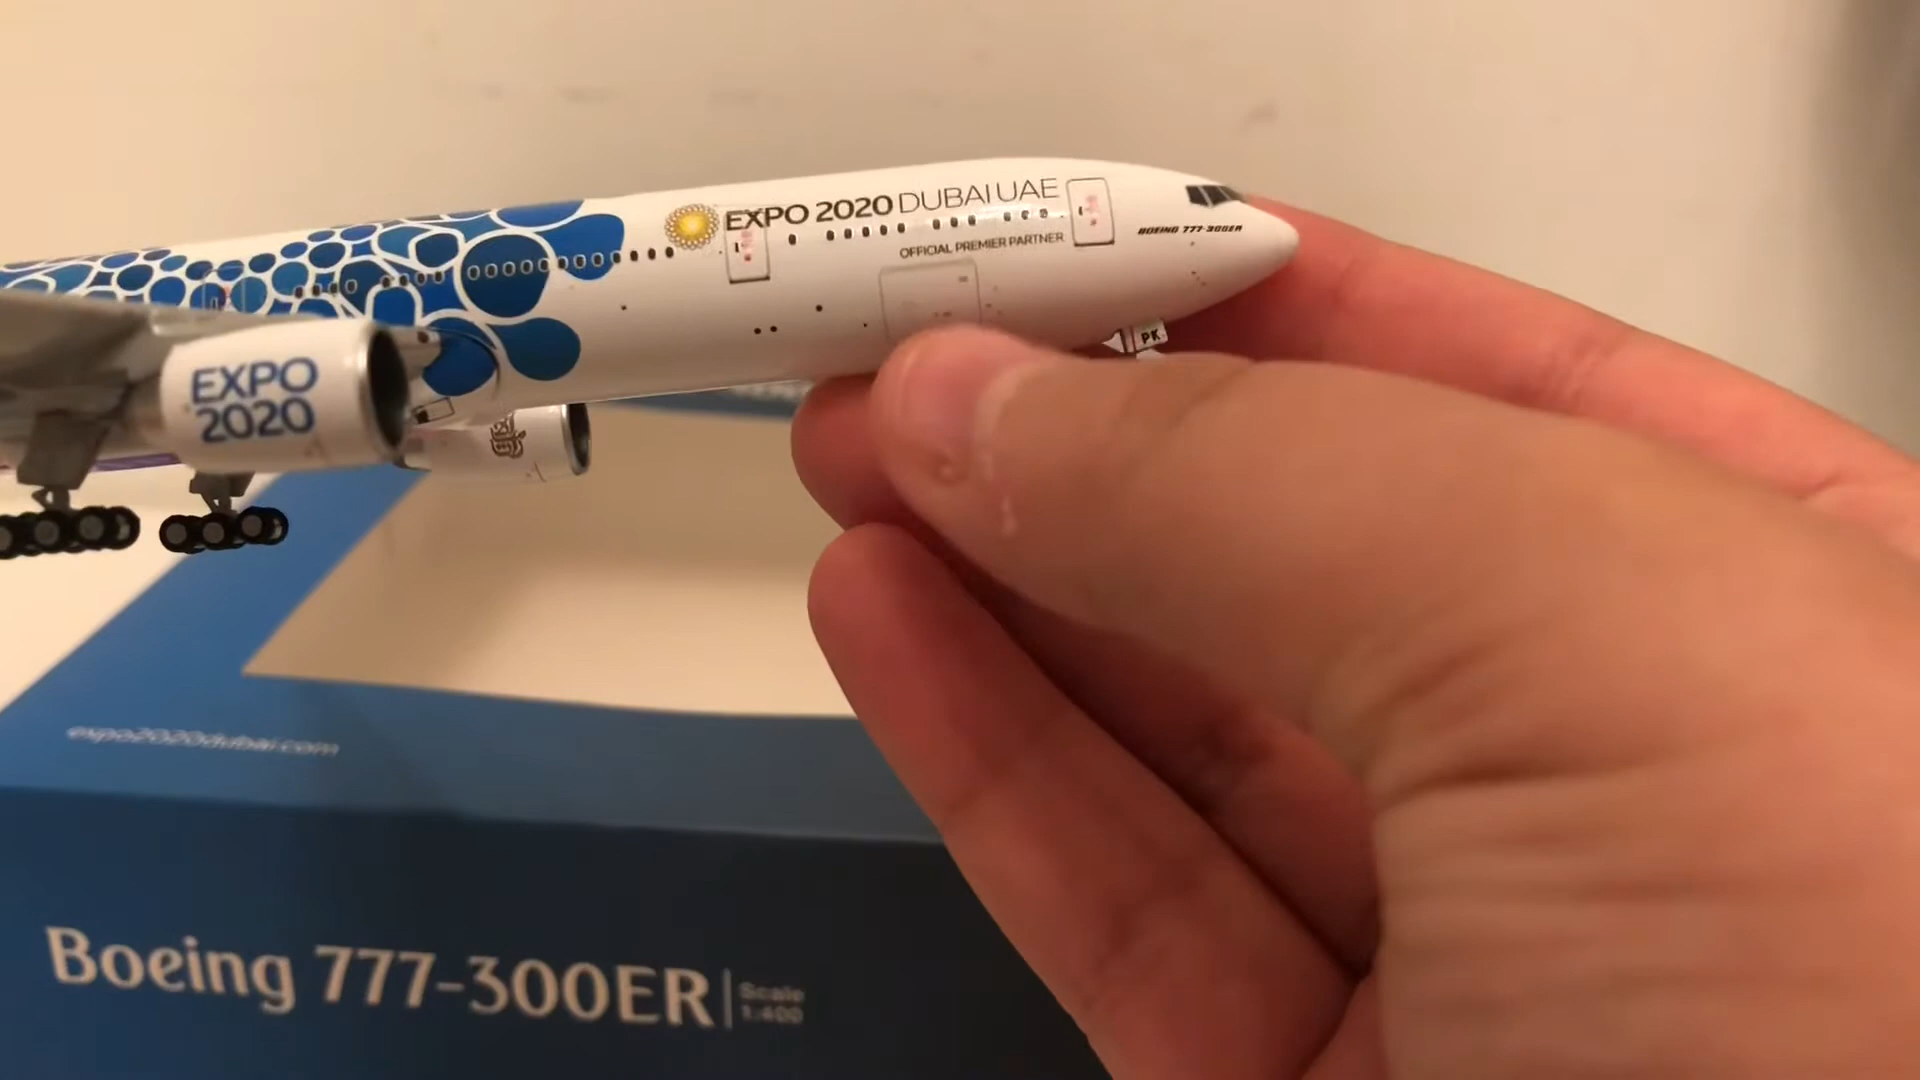 EXPO 2020 DUBAI UAE
OFFICIAL PREMIER PARTNER
BOEING 777-300ER
PK
EXPO
2020
expo2020dubai.com
Boeing 777-300ER
Scale
1:400